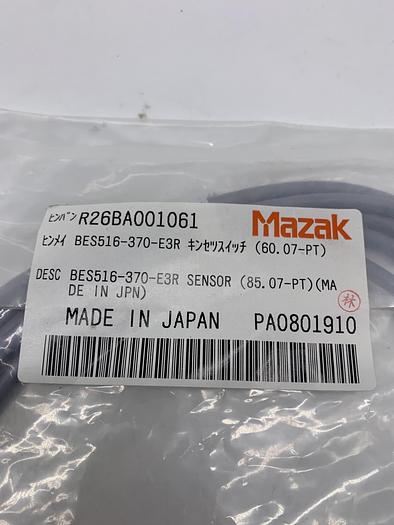 ﾋﾝﾊﾞﾝ R26BA001061
Mazak
ﾋﾝﾒｲ BES516-370-E3R ｷﾝｾﾂｽｲｯﾁ (60.07-PT)
DESC BES516-370-E3R SENSOR (85.07-PT)(MA
DE IN JPN)
MADE IN JAPAN PA0801910